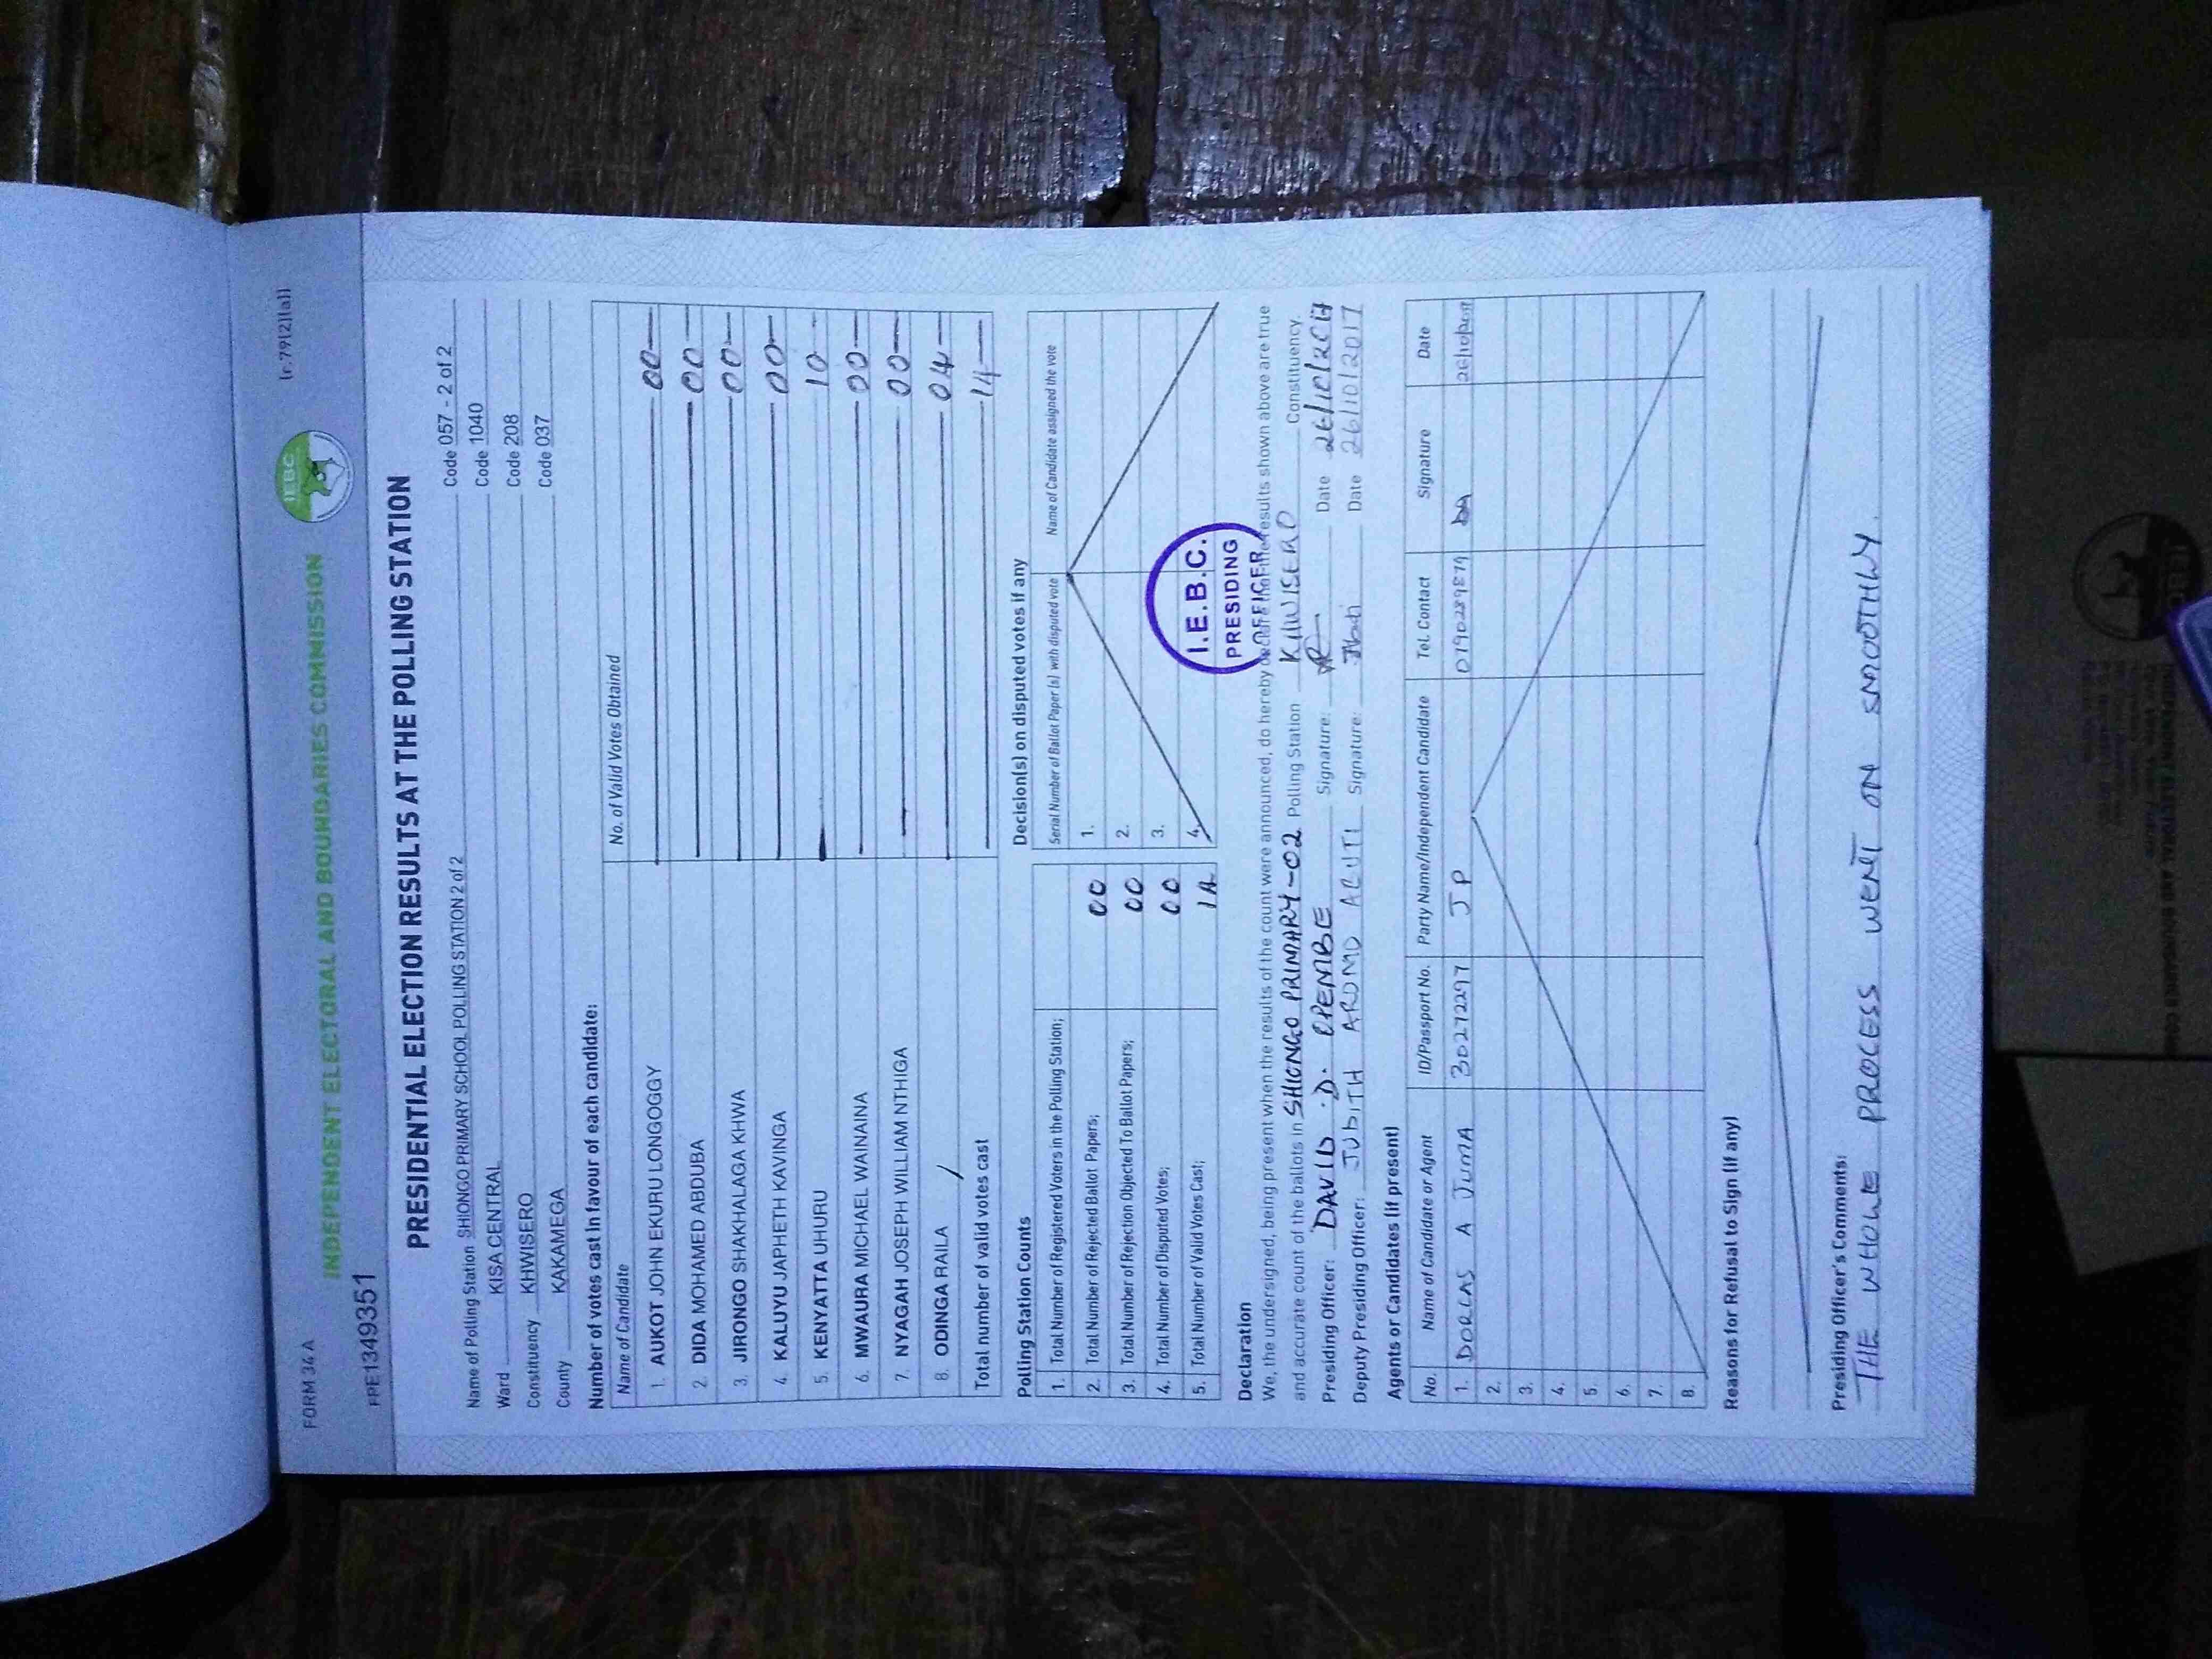 FORM 34 A
(r.79(2)(a))
INDEPENDENT ELECTORAL AND BOUNDARIES COMMISSION
IEBC
PRE1349351
PRESIDENTIAL ELECTION RESULTS AT THE POLLING STATION
Name of Polling Station SHIONGO PRIMARY SCHOOL POLLING STATION 2 of 2 Code 057 - 2 of 2
Ward KISA CENTRAL Code 1040
Constituency KHWISERO Code 208
County KAKAMEGA Code 037
Number of votes cast in favour of each candidate:
Name of Candidate No. of Valid Votes Obtained
1. AUKOT JOHN EKURU LONGOGGY 00
2. DIDA MOHAMED ABDUBA 00
3. JIRONGO SHAKHALAGA KHWA 00
4. KALUYU JAPHETH KAVINGA 00
5. KENYATTA UHURU 10
6. MWAURA MICHAEL WAINAINA 00
7. NYAGAH JOSEPH WILLIAM NTHIGA 00
8. ODINGA RAILA 04
Total number of valid votes cast 14
Polling Station Counts
1. Total Number of Registered Voters in the Polling Station;
2. Total Number of Rejected Ballot Papers; 00
3. Total Number of Rejection Objected To Ballot Papers; 00
4. Total Number of Disputed Votes; 00
5. Total Number of Valid Votes Cast; 14
Decision(s) on disputed votes if any
Serial Number of Ballot Paper(s) with disputed vote Name of Candidate assigned the vote
1.
2.
3.
4.
I.E.B.C.
PRESIDING
OFFICER
Declaration
We, the undersigned, being present when the results of the count were announced, do hereby declare that the results shown above are true
and accurate count of the ballots in SHIONGO PRIMARY-02 Polling Station KHWISERO Constituency.
Presiding Officer: DAVID D. OPEMBE Signature: Date 26/10/2017
Deputy Presiding Officer: JUDITH Signature: Date 26/10/2017
Agents or Candidates (if present)
No. Name of Candidate or Agent ID/Passport No. Party Name/Independent Candidate Tel. Contact Signature Date
1. DORCAS A JUMA 30272297 JP 0790289879 26/10/2017
2.
3.
4.
5.
6.
7.
8.
Reasons for Refusal to Sign (if any)
Presiding Officer's Comments:
THE WHOLE PROCESS WENT ON SMOOTHLY.